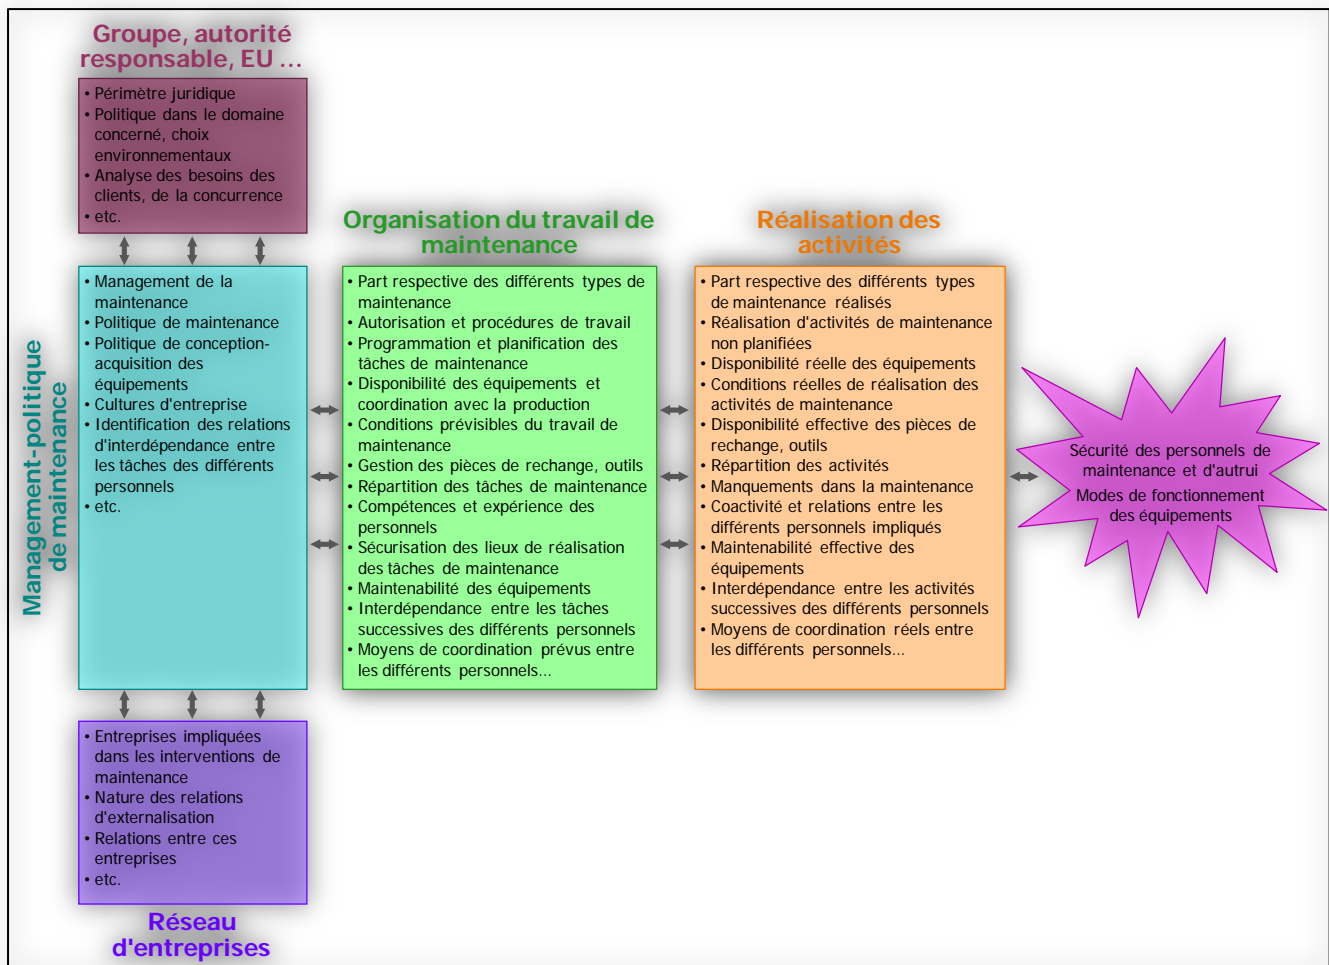 Groupe, autorité
responsable, EU ...
• Périmètre juridique
• Politique dans le domaine
concerné, choix
environnementaux
• Analyse des besoins des
clients, de la concurrence
• etc.
Management-politique
de maintenance
• Management de la
maintenance
• Politique de maintenance
• Politique de conception-
acquisition des
équipements
• Cultures d'entreprise
• Identification des relations
d'interdépendance entre
les tâches des différents
personnels
• etc.
Organisation du travail de
maintenance
• Part respective des différents types de
maintenance
• Autorisation et procédures de travail
• Programmation et planification des
tâches de maintenance
• Disponibilité des équipements et
coordination avec la production
• Conditions prévisibles du travail de
maintenance
• Gestion des pièces de rechange, outils
• Répartition des tâches de maintenance
• Compétences et expérience des
personnels
• Sécurisation des lieux de réalisation
des tâches de maintenance
• Maintenabilité des équipements
• Interdépendance entre les tâches
successives des différents personnels
• Moyens de coordination prévus entre
les différents personnels...
Réalisation des
activités
• Part respective des différents types
de maintenance réalisés
• Réalisation d'activités de maintenance
non planifiées
• Disponibilité réelle des équipements
• Conditions réelles de réalisation des
activités de maintenance
• Disponibilité effective des pièces de
rechange, outils
• Répartition des activités
• Manquements dans la maintenance
• Coactivité et relations entre les
différents personnels impliqués
• Maintenabilité effective des
équipements
• Interdépendance entre les activités
successives des différents personnels
• Moyens de coordination réels entre
les différents personnels...
Sécurité des personnels de
maintenance et d'autrui
Modes de fonctionnement
des équipements
• Entreprises impliquées
dans les interventions de
maintenance
• Nature des relations
d'externalisation
• Relations entre ces
entreprises
• etc.
Réseau
d'entreprises